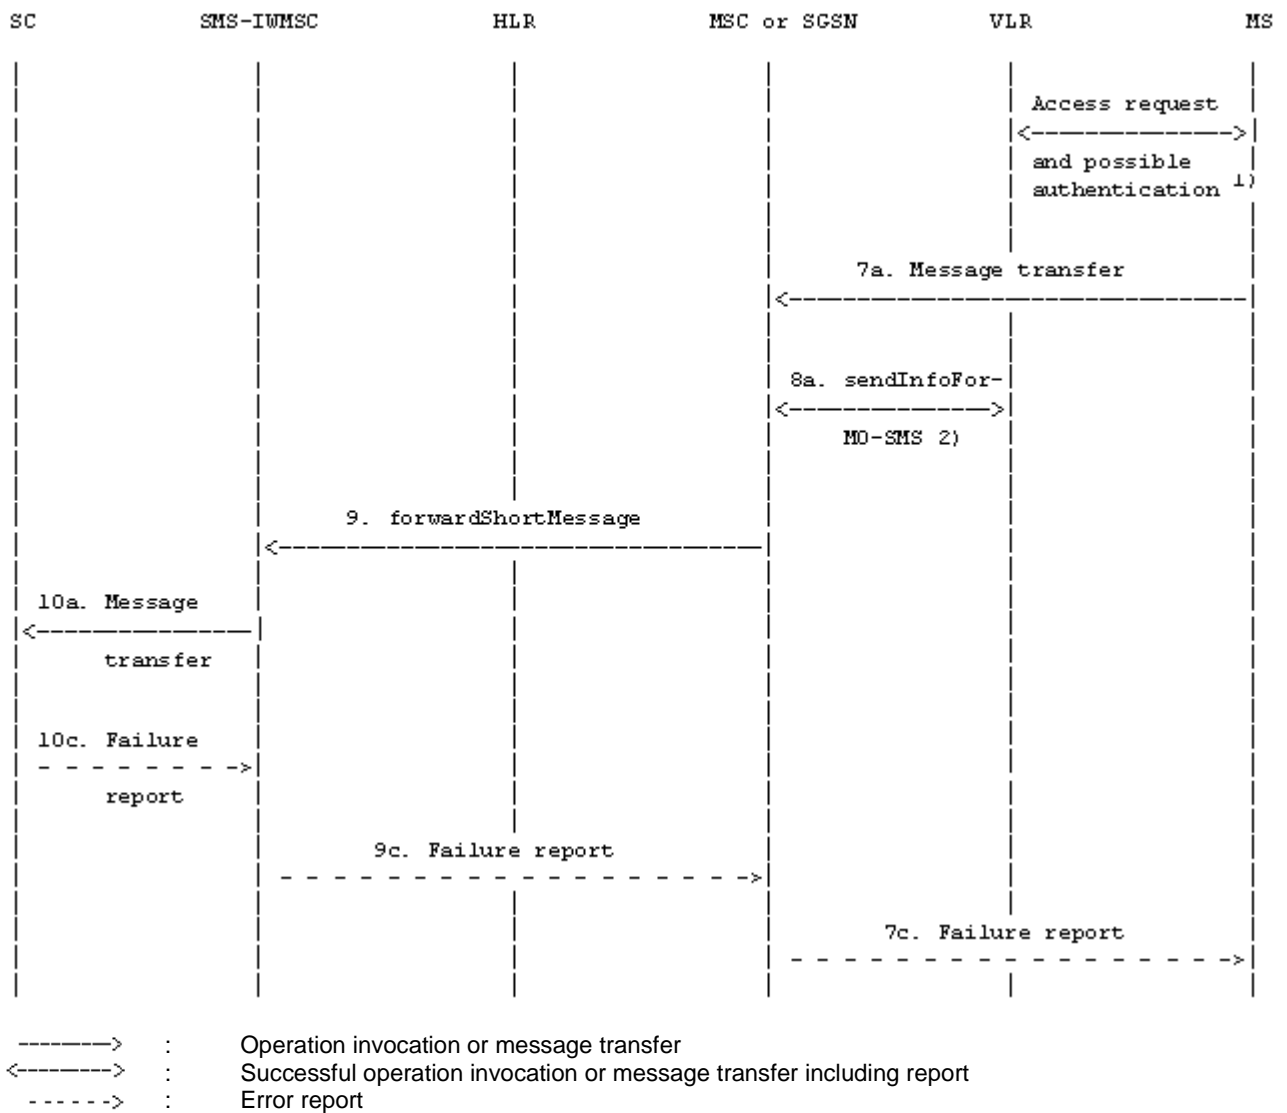 SC SMS-IWMSC HLR MSC or SGSN VLR MS
Access request
and possible
authentication 1)
7a. Message transfer
8a. sendInfoFor-
MO-SMS 2)
9. forwardShortMessage
10a. Message
transfer
10c. Failure
report
9c. Failure report
7c. Failure report
: Operation invocation or message transfer
: Successful operation invocation or message transfer including report
: Error report